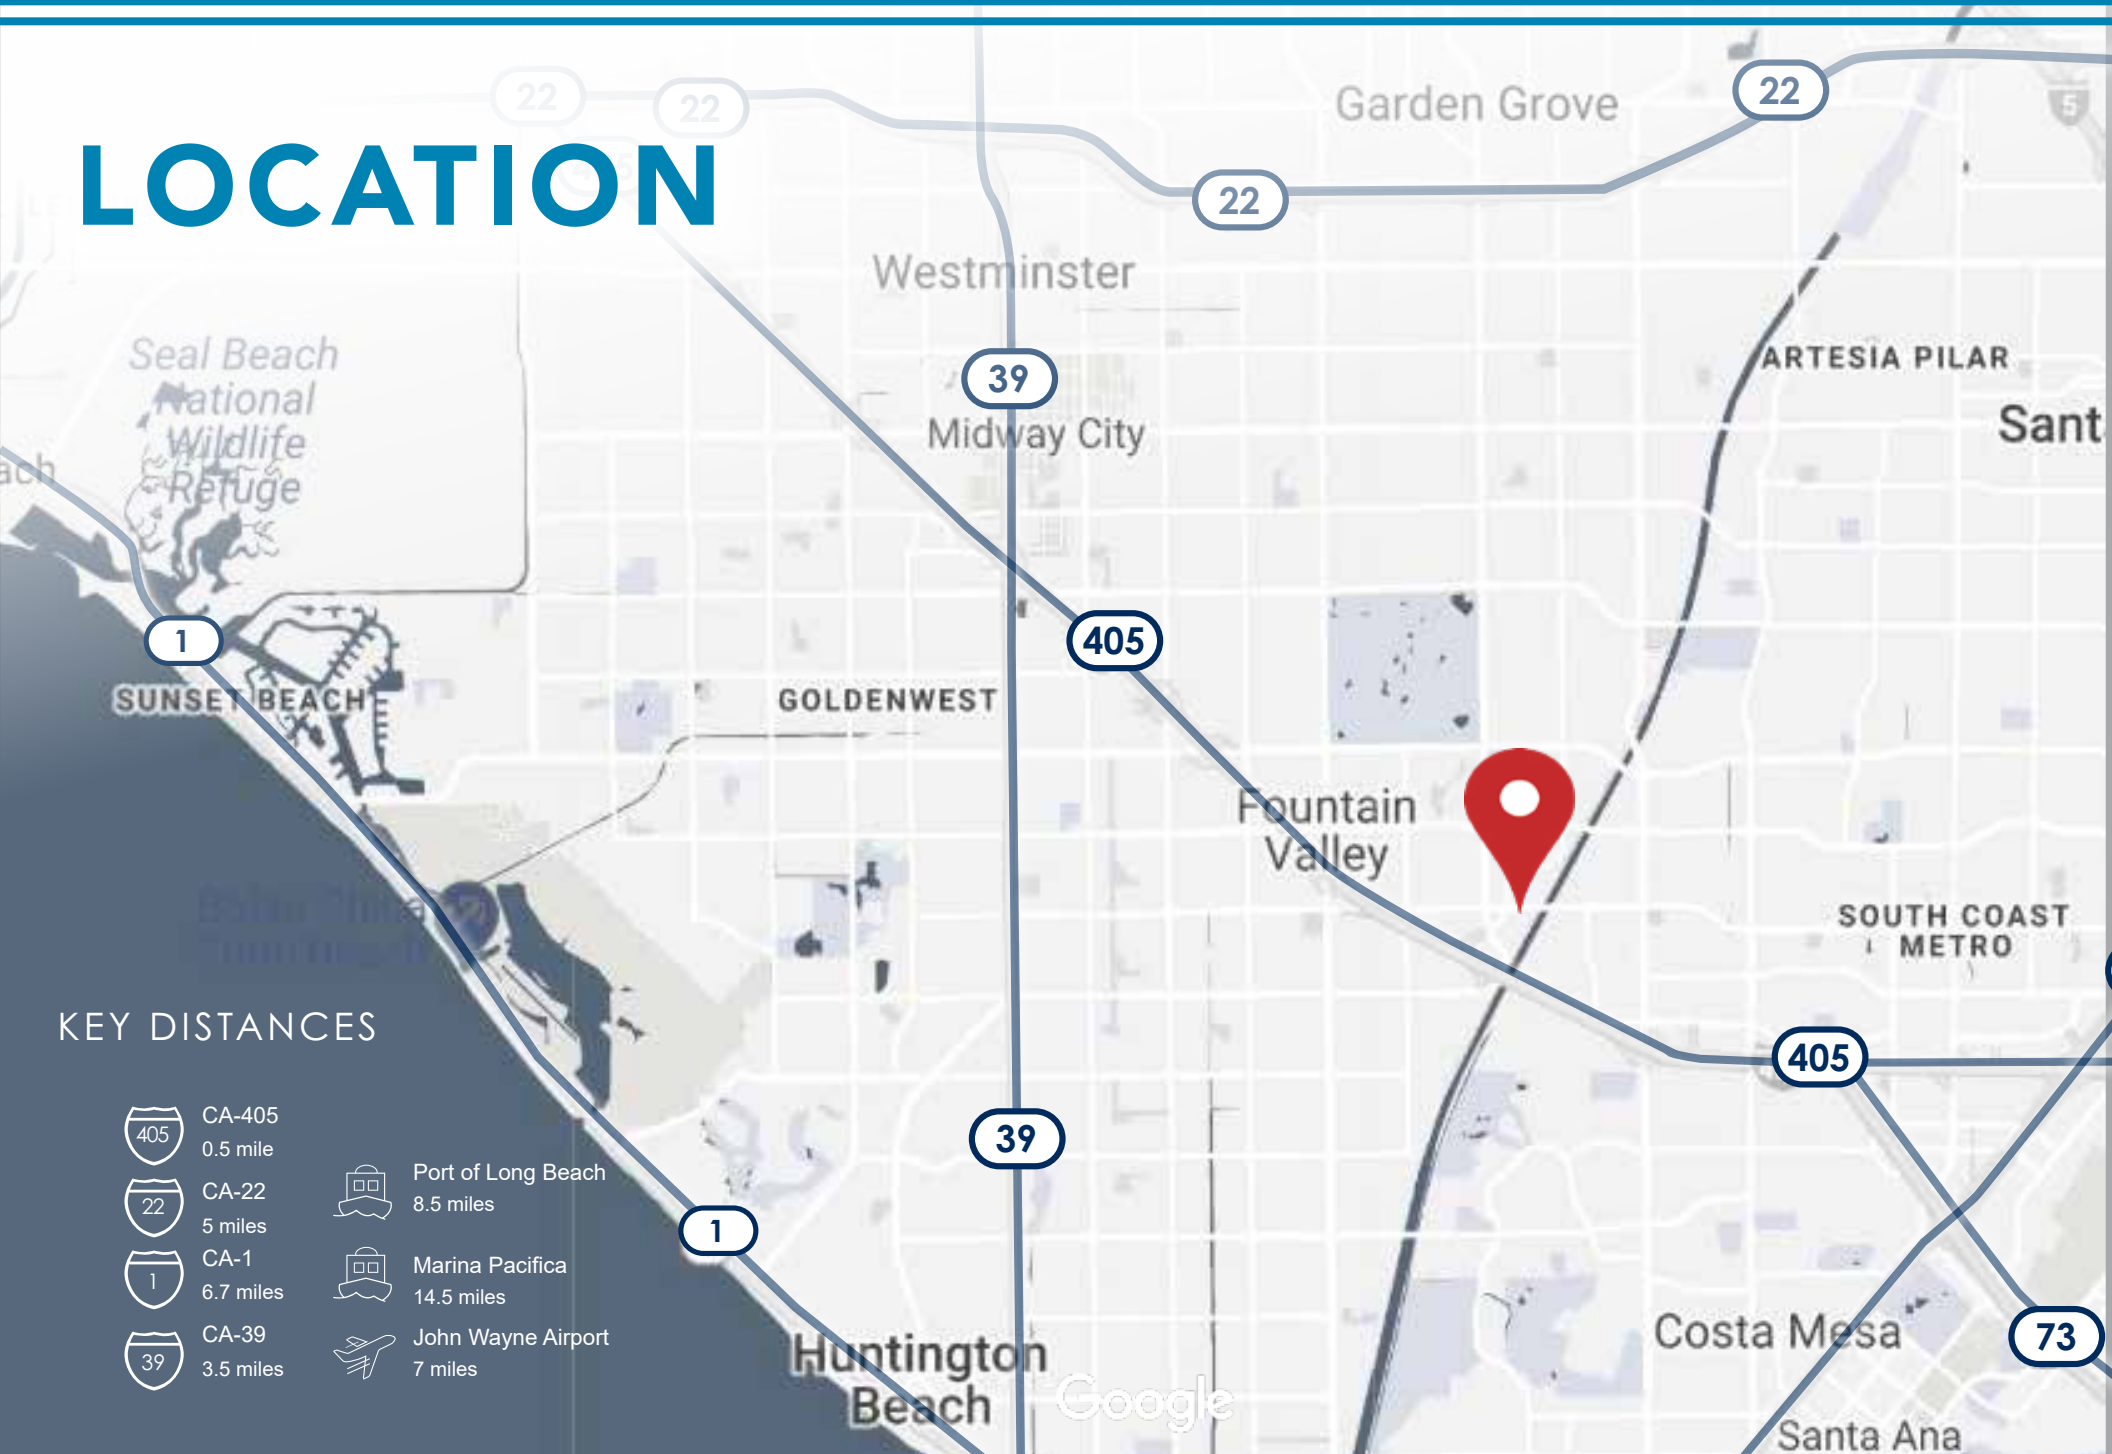 22
22
Garden Grove
22
5
LOCATION
22
Westminster
Seal Beach
National
Wildlife
Refuge
39
Midway City
ARTESIA PILAR
Sant
ach
1
405
SUNSET BEACH
GOLDENWEST
Fountain
Valley
SOUTH COAST
METRO
KEY DISTANCES
405
405
CA-405
0.5 mile
22
CA-22
5 miles
1
CA-1
6.7 miles
39
CA-39
3.5 miles
Port of Long Beach
8.5 miles
Marina Pacifica
14.5 miles
John Wayne Airport
7 miles
39
1
Huntington
Beach
Google
Costa Mesa
73
Santa Ana